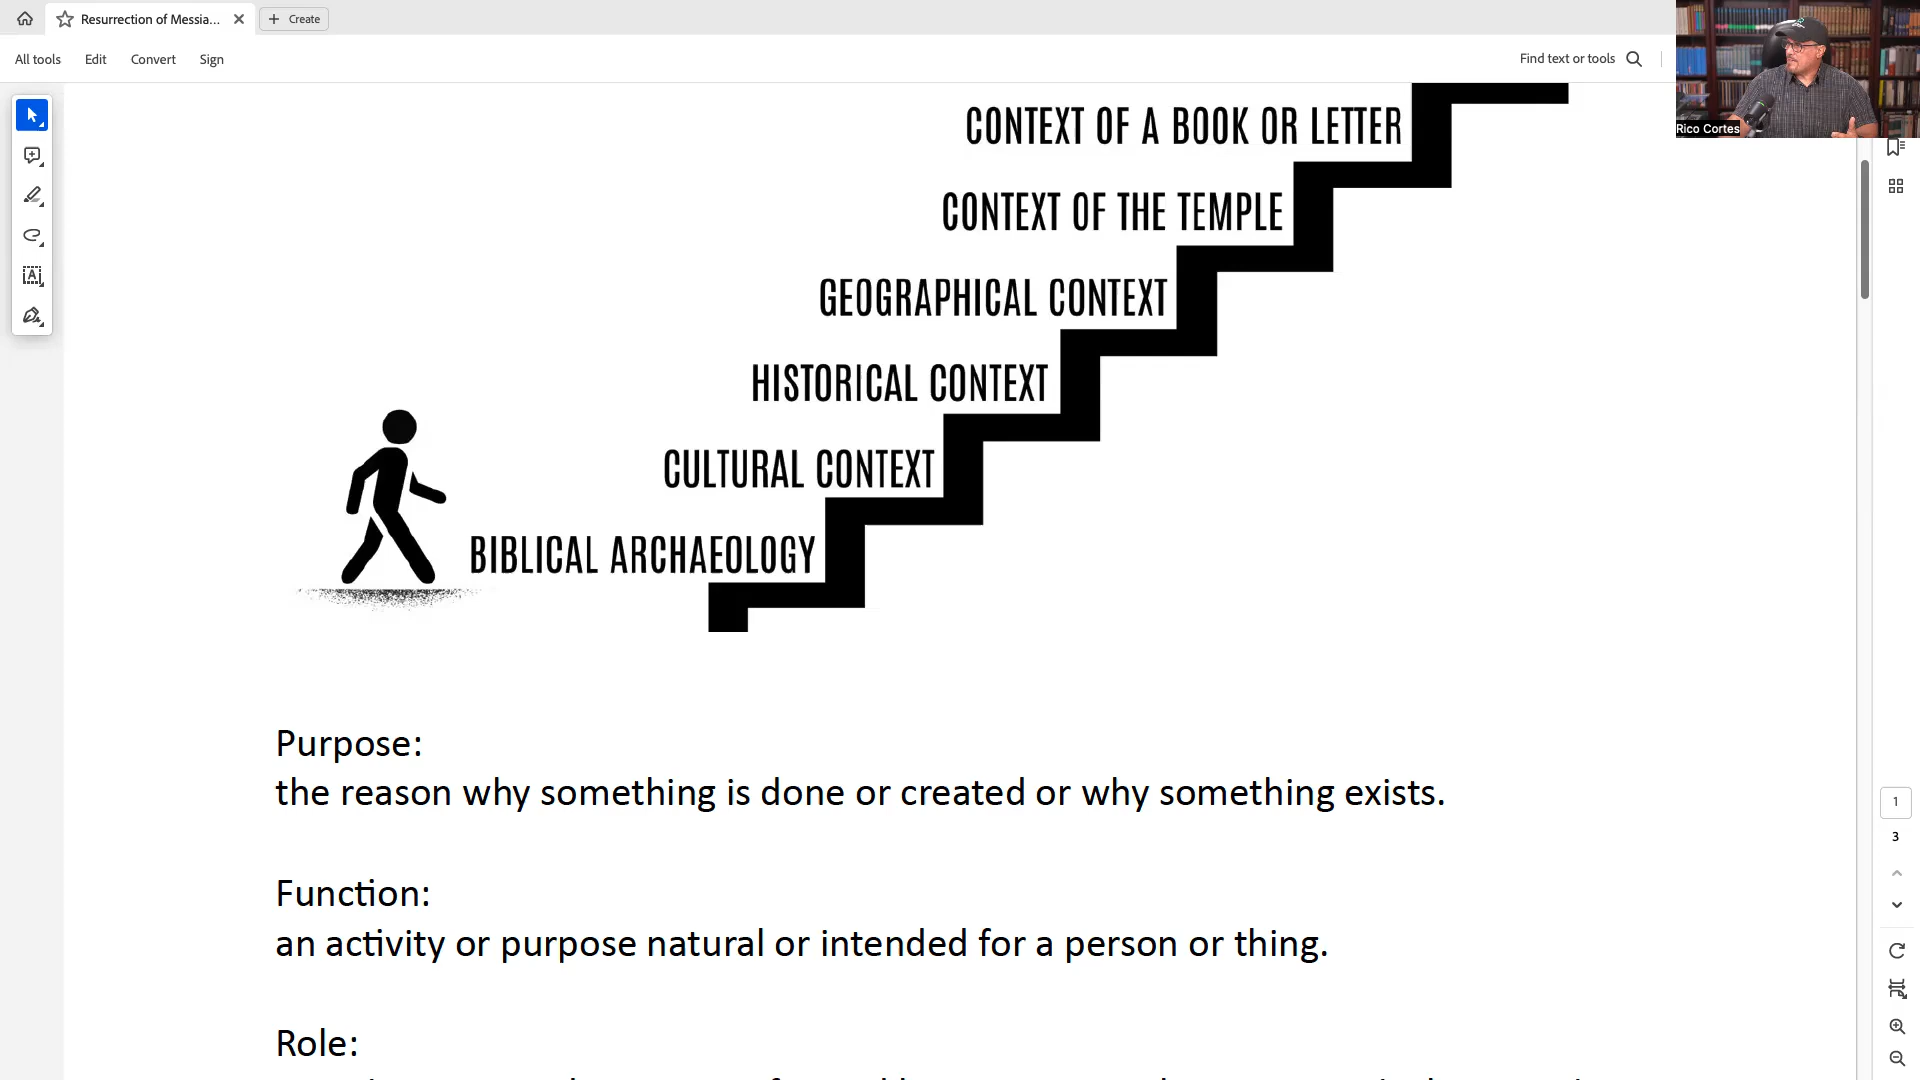 Resurrection of Messia...
Create
All tools
Edit
Convert
Sign
Find text or tools
Rico Cortes
CONTEXT OF A BOOK OR LETTER
CONTEXT OF THE TEMPLE
GEOGRAPHICAL CONTEXT
HISTORICAL CONTEXT
CULTURAL CONTEXT
BIBLICAL ARCHAEOLOGY
Purpose:
the reason why something is done or created or why something exists.
Function:
an activity or purpose natural or intended for a person or thing.
Role:
1
3